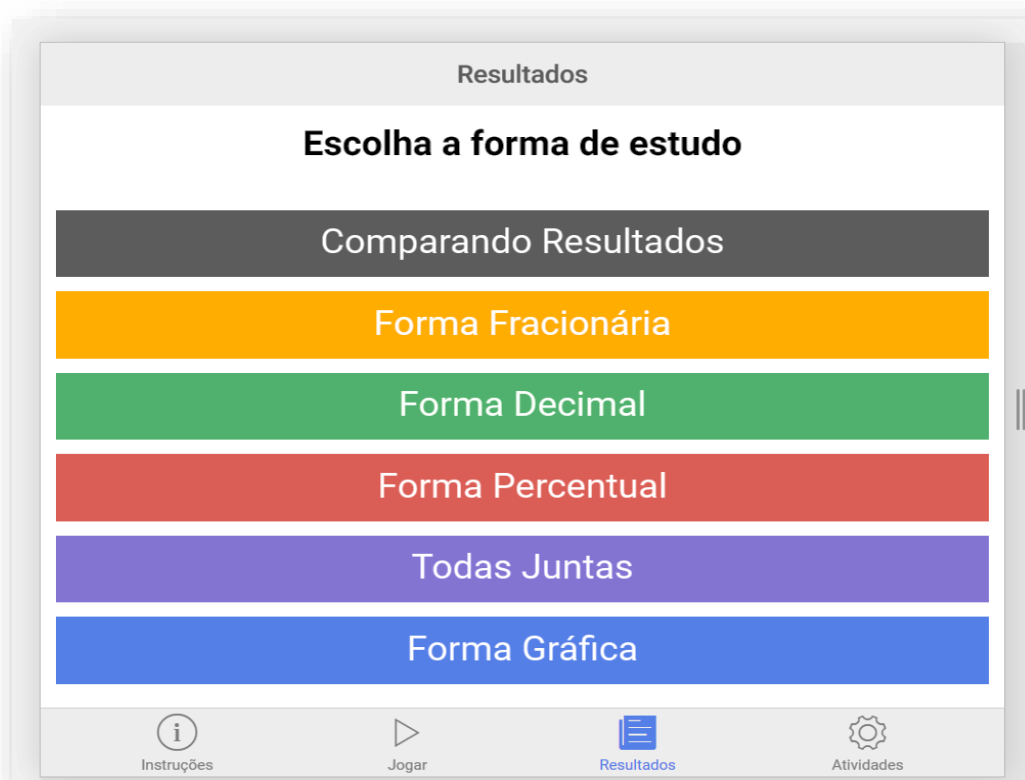 Resultados
Escolha a forma de estudo
Comparando Resultados
Forma Fracionária
Forma Decimal
Forma Percentual
Todas Juntas
Forma Gráfica
Instruções
Jogar
Resultados
Atividades